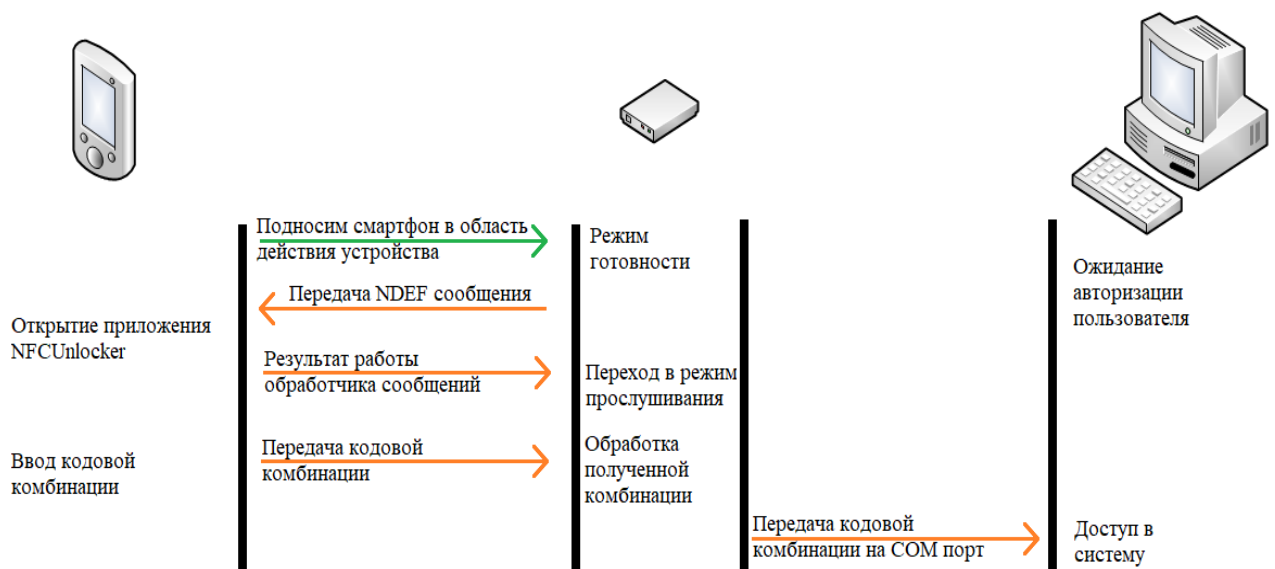 Подносим смартфон в область
действия устройства
Режим
готовности
Ожидание
авторизации
пользователя
Передача NDEF сообщения
Открытие приложения
NFCUnlocker
Результат работы
обработчика сообщений
Переход в режим
прослушивания
Ввод кодовой
комбинации
Передача кодовой
комбинации
Обработка
полученной
комбинации
Передача кодовой
комбинации на COM порт
Доступ в
систему